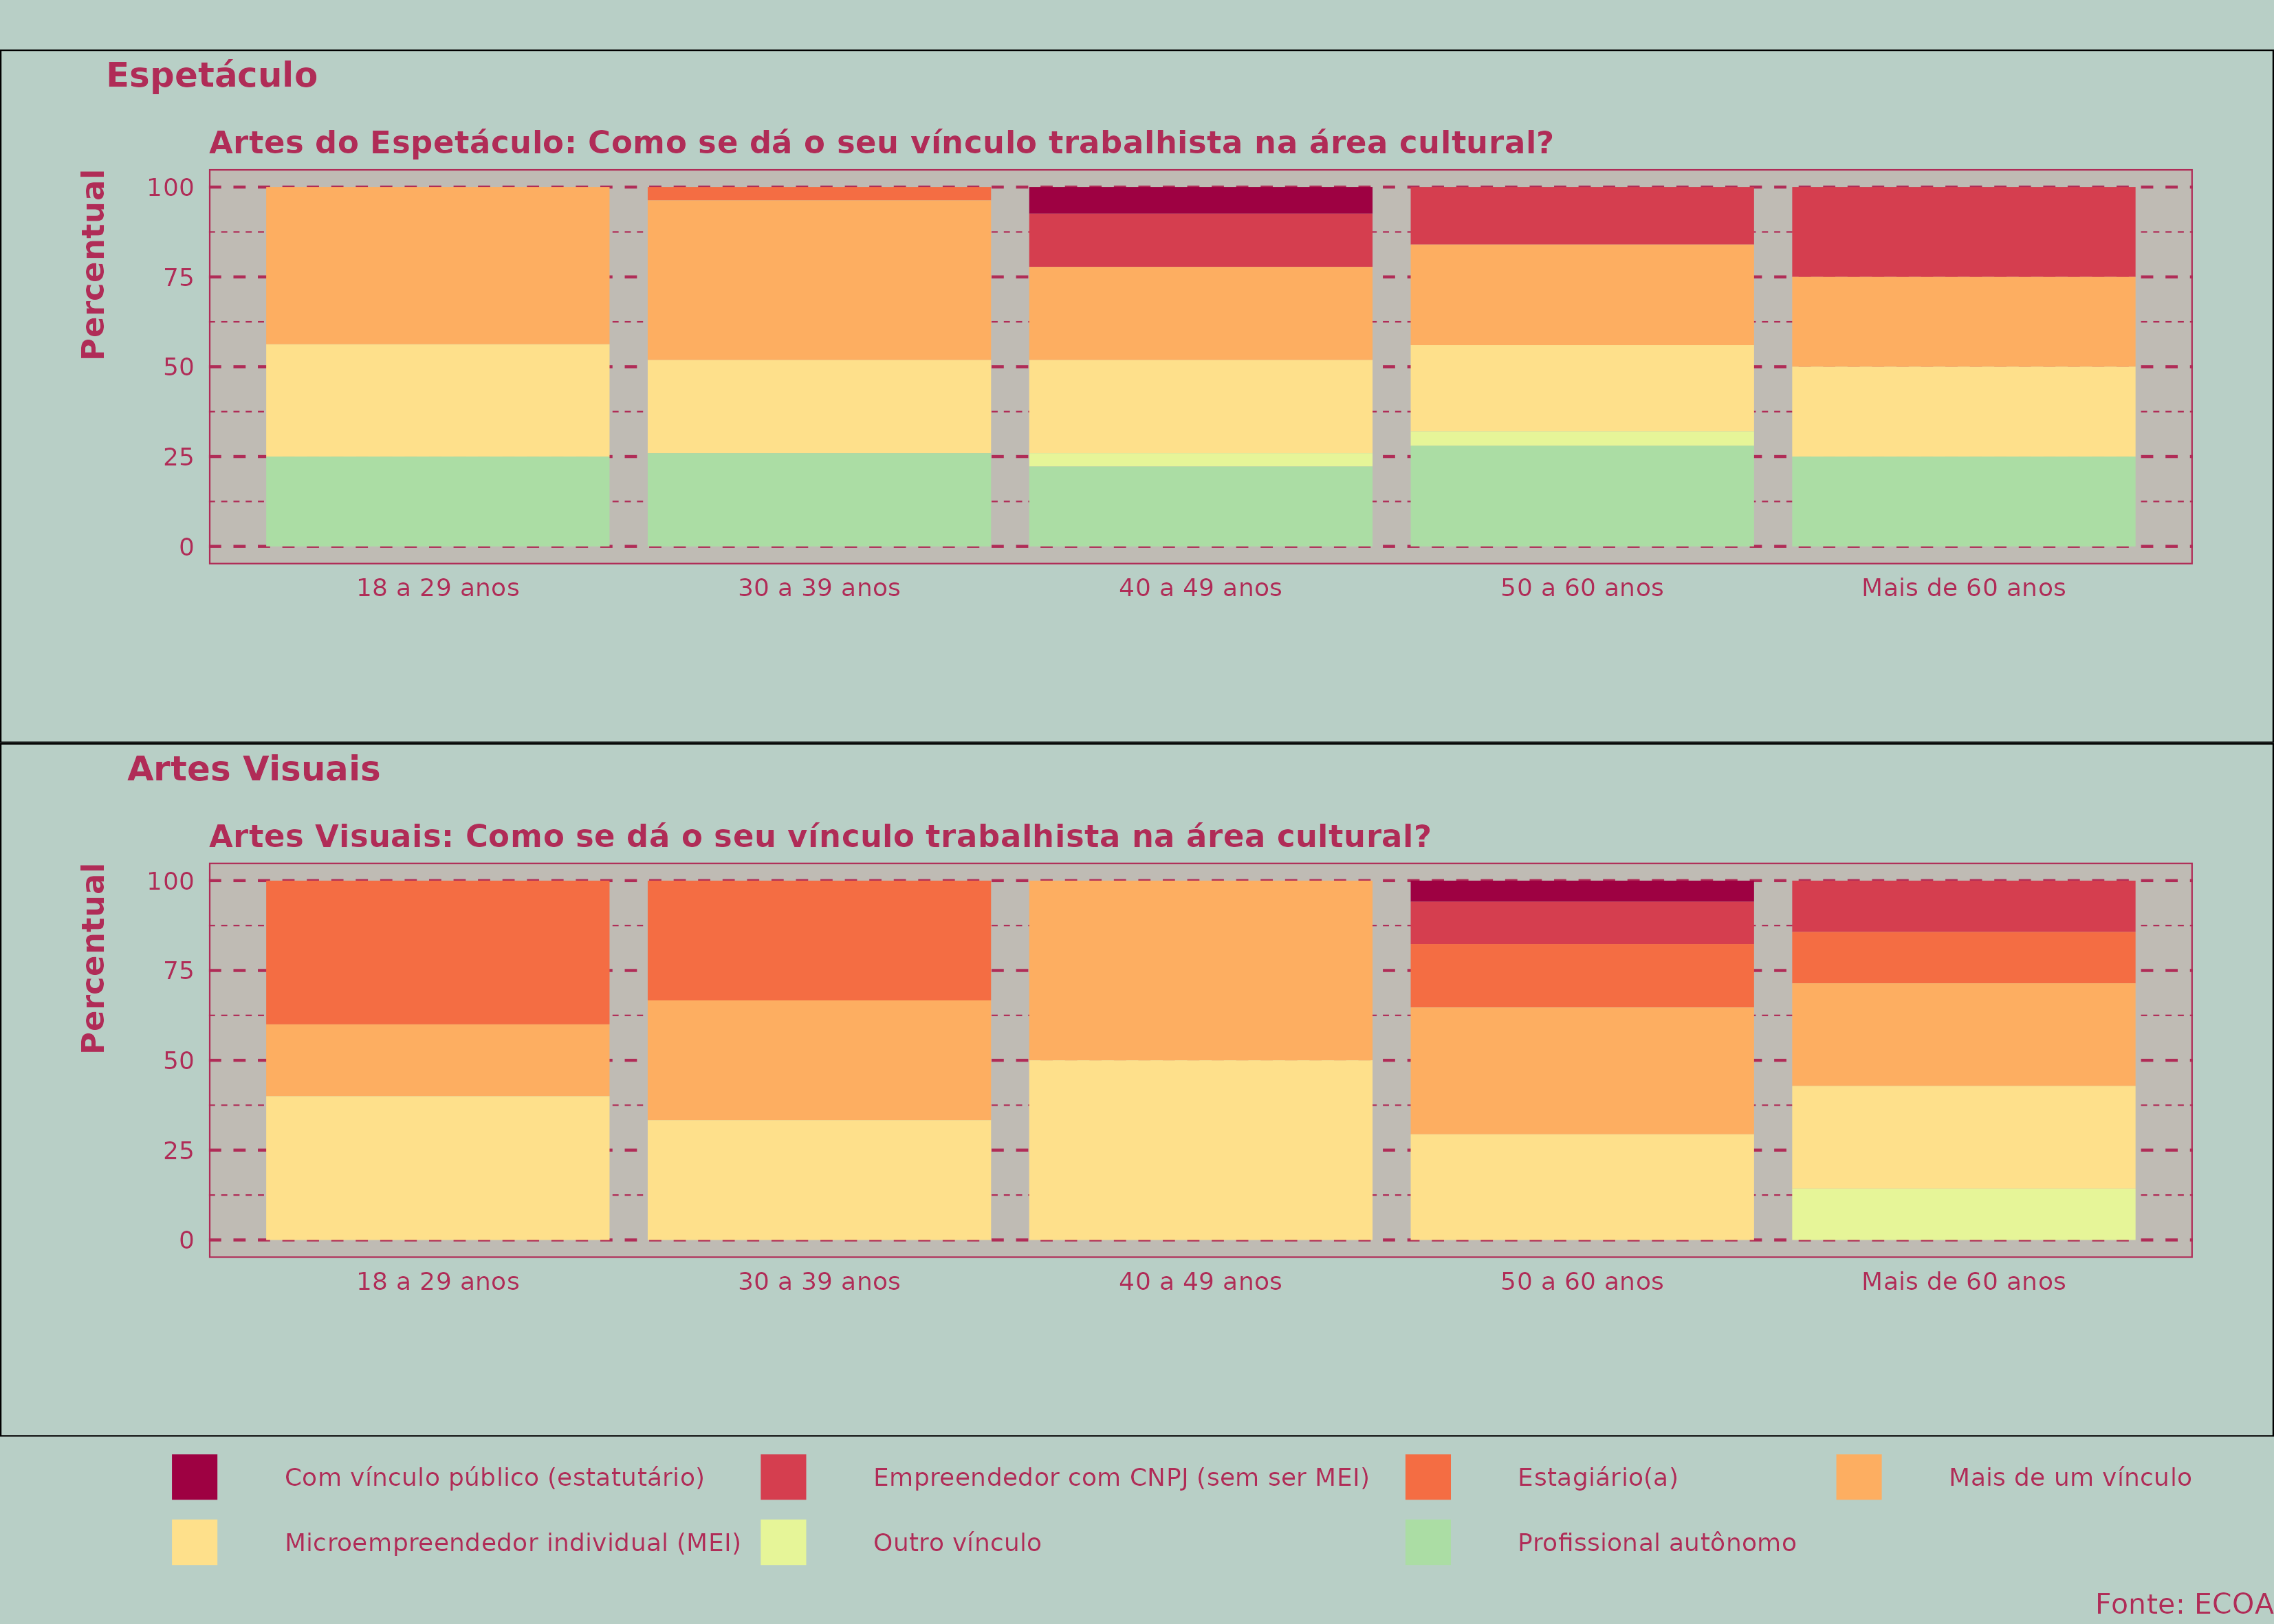 Espetáculo
Artes do Espetáculo: Como se dá o seu vínculo trabalhista na área cultural?
Percentual
100
75
50
25
0
18 a 29 anos
30 a 39 anos
40 a 49 anos
50 a 60 anos
Mais de 60 anos
Artes Visuais
Artes Visuais: Como se dá o seu vínculo trabalhista na área cultural?
Percentual
100
75
50
25
0
18 a 29 anos
30 a 39 anos
40 a 49 anos
50 a 60 anos
Mais de 60 anos
Com vínculo público (estatutário)
Empreendedor com CNPJ (sem ser MEI)
Estagiário(a)
Mais de um vínculo
Microempreendedor individual (MEI)
Outro vínculo
Profissional autônomo
Fonte: ECOA